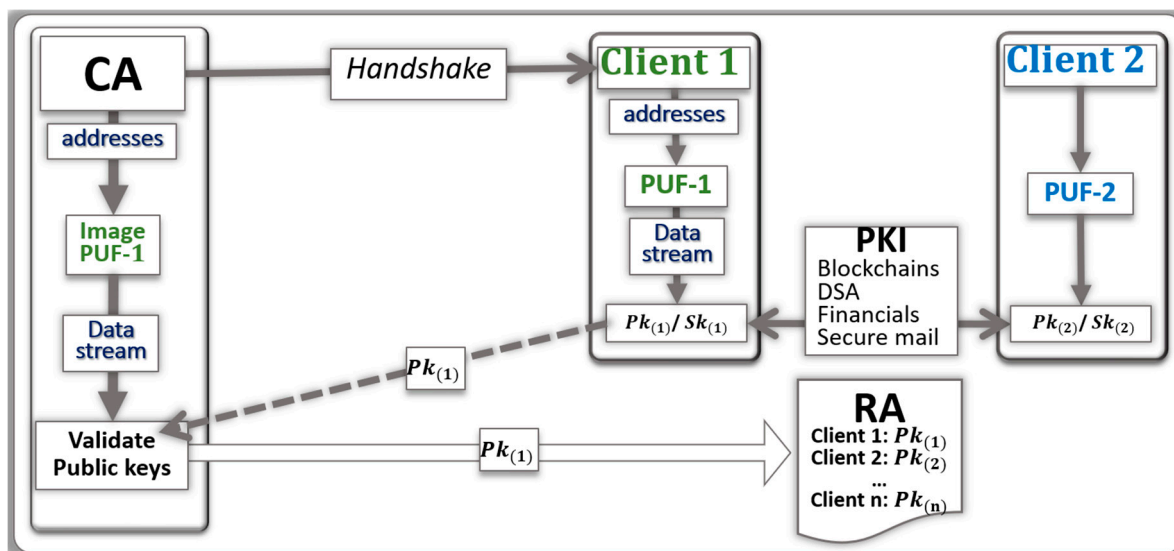 CA
addresses
Image
PUF-1
Data
stream
Validate
Public keys
Handshake
Client 1
addresses
PUF-1
Data
stream
Pk(1)/ Sk(1)
Pk(1)
Pk(1)
PKI
Blockchains
DSA
Financials
Secure mail
Client 2
PUF-2
Pk(2)/ Sk(2)
RA
Client 1: Pk(1)
Client 2: Pk(2)
...
Client n: Pk(n)